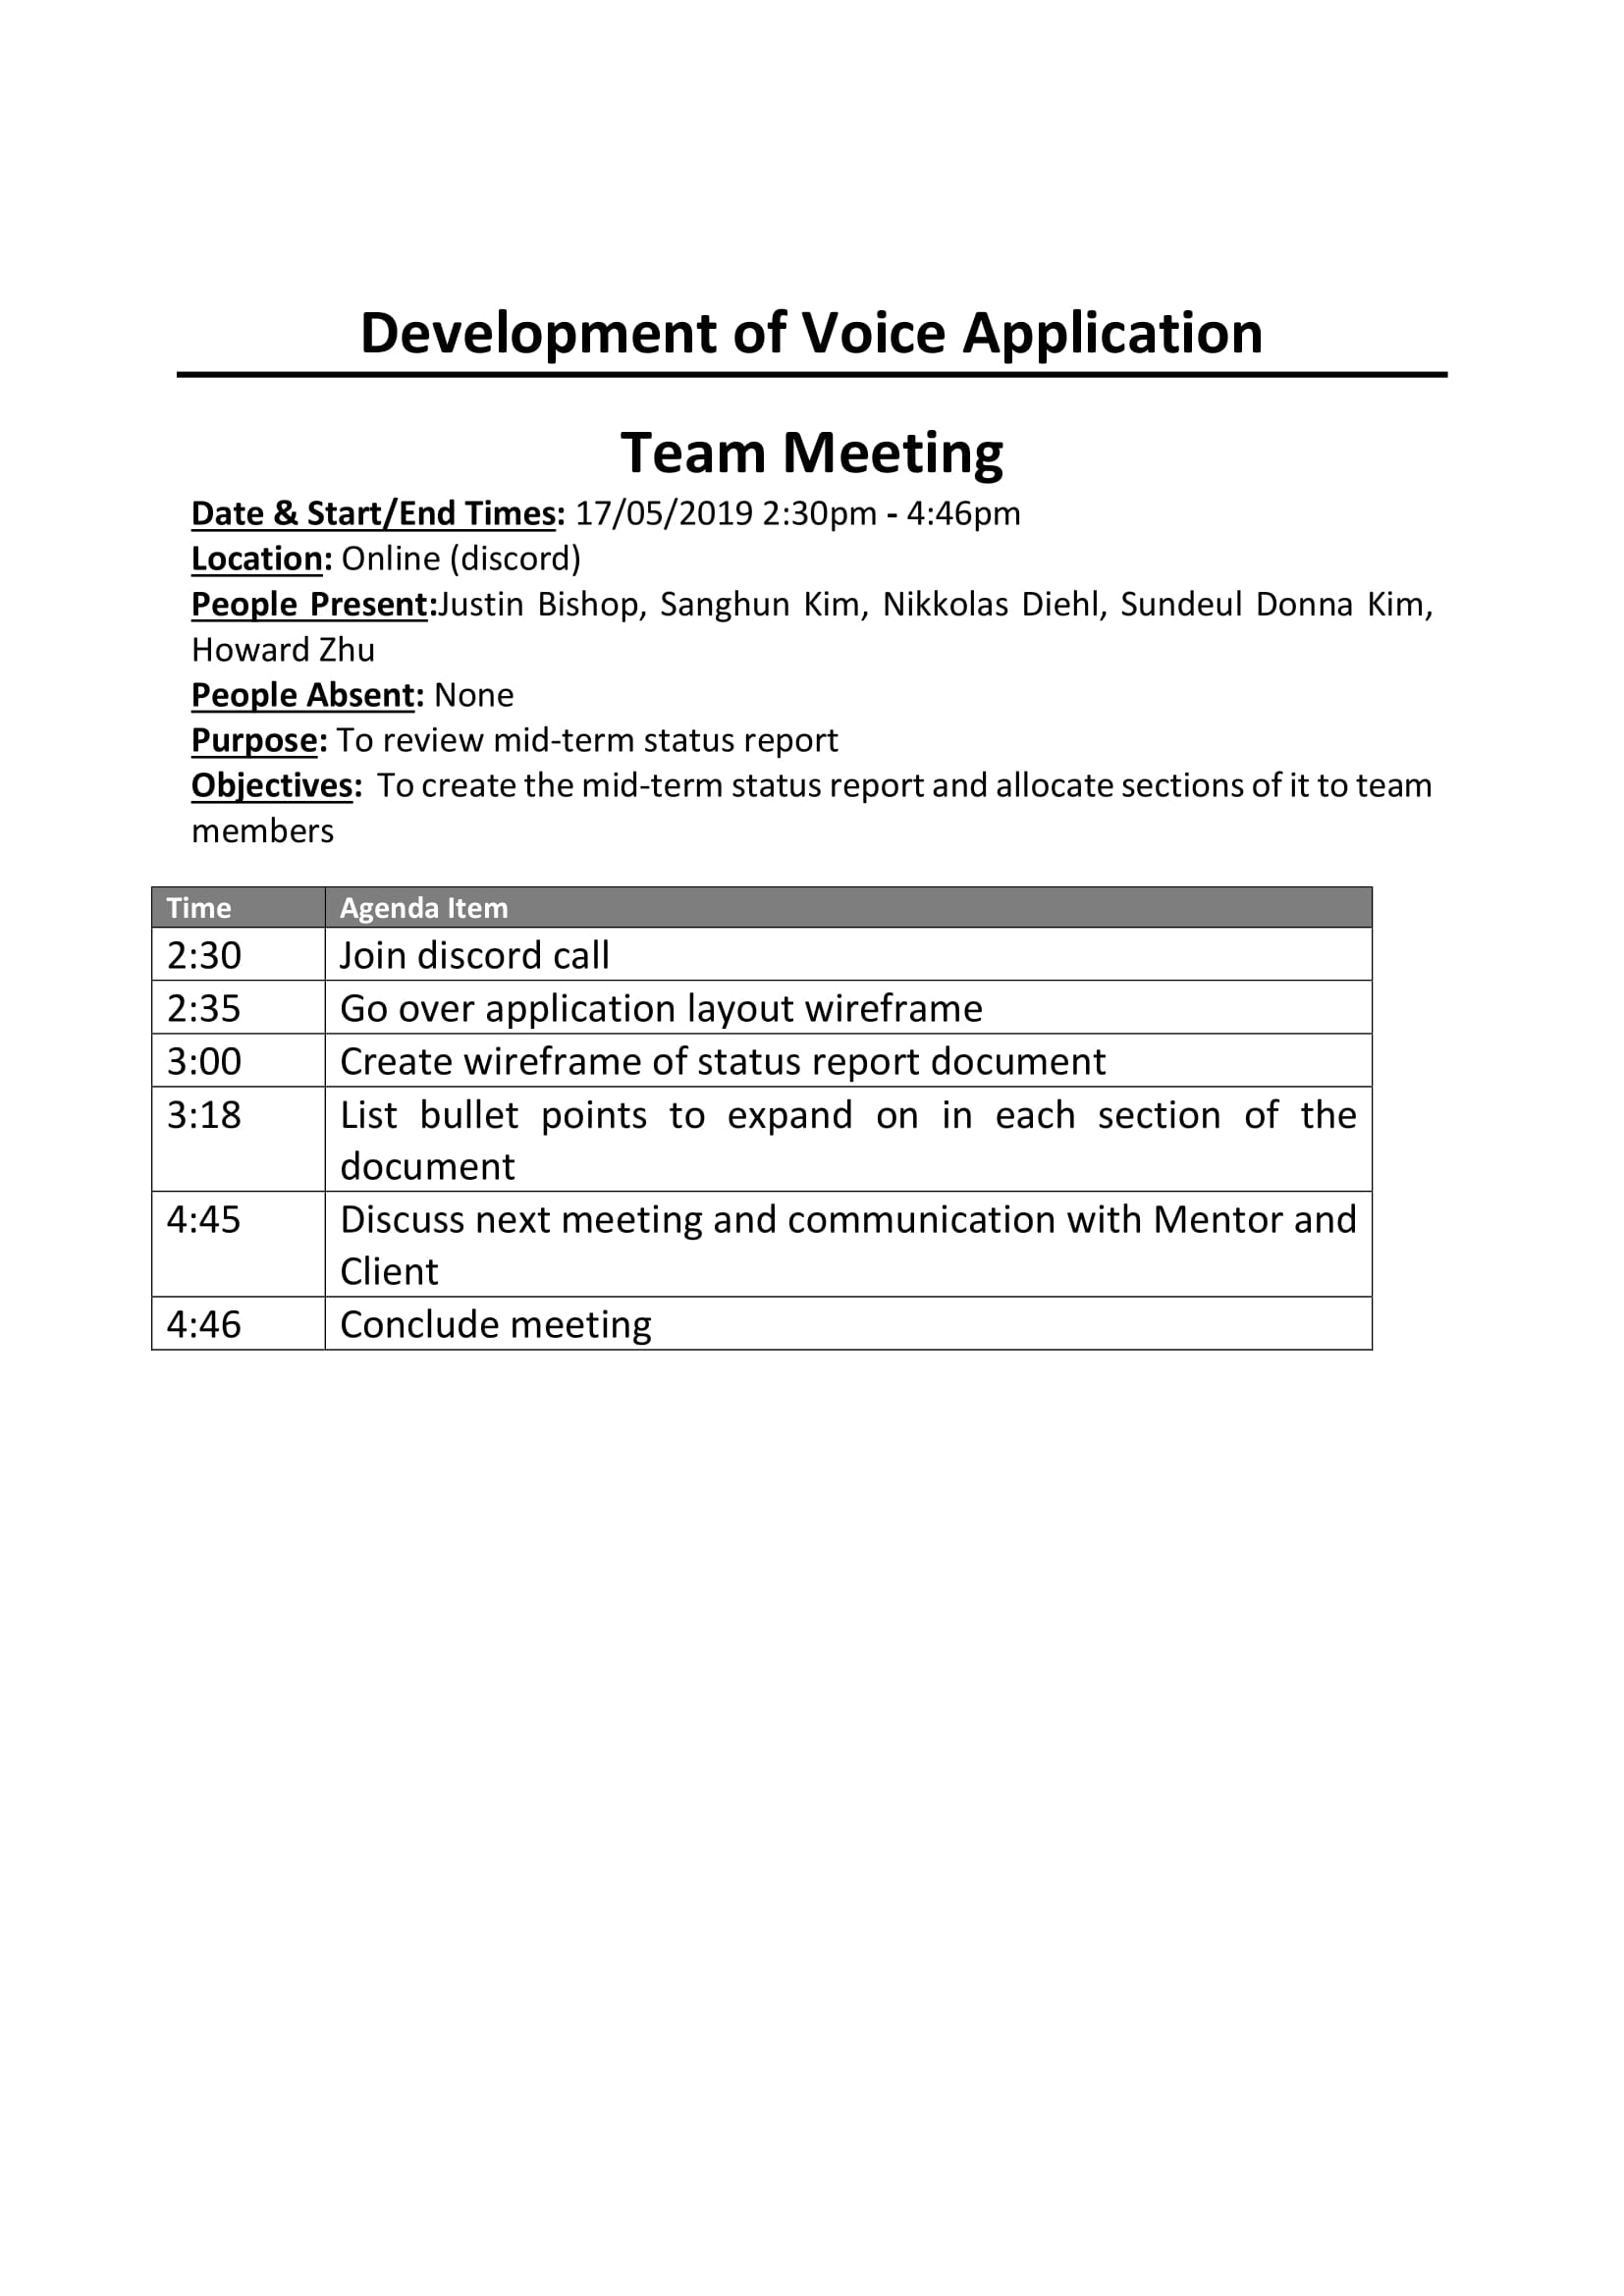 Development of Voice Application
Team Meeting
Date & Start/End Times: 17/05/2019 2:30pm - 4:46pm
Location: Online (discord)
People Present:Justin Bishop, Sanghun Kim, Nikkolas Diehl, Sundeul Donna Kim,
Howard Zhu
People Absent: None
Purpose: To review mid-term status report
Objectives: To create the mid-term status report and allocate sections of it to team
members
Time Agenda Item
2:30 Join discord call
2:35 Go over application layout wireframe
3:00 Create wireframe of status report document
3:18 List bullet points to expand on in each section of the
document
4:45 Discuss next meeting and communication with Mentor and
Client
4:46 Conclude meeting